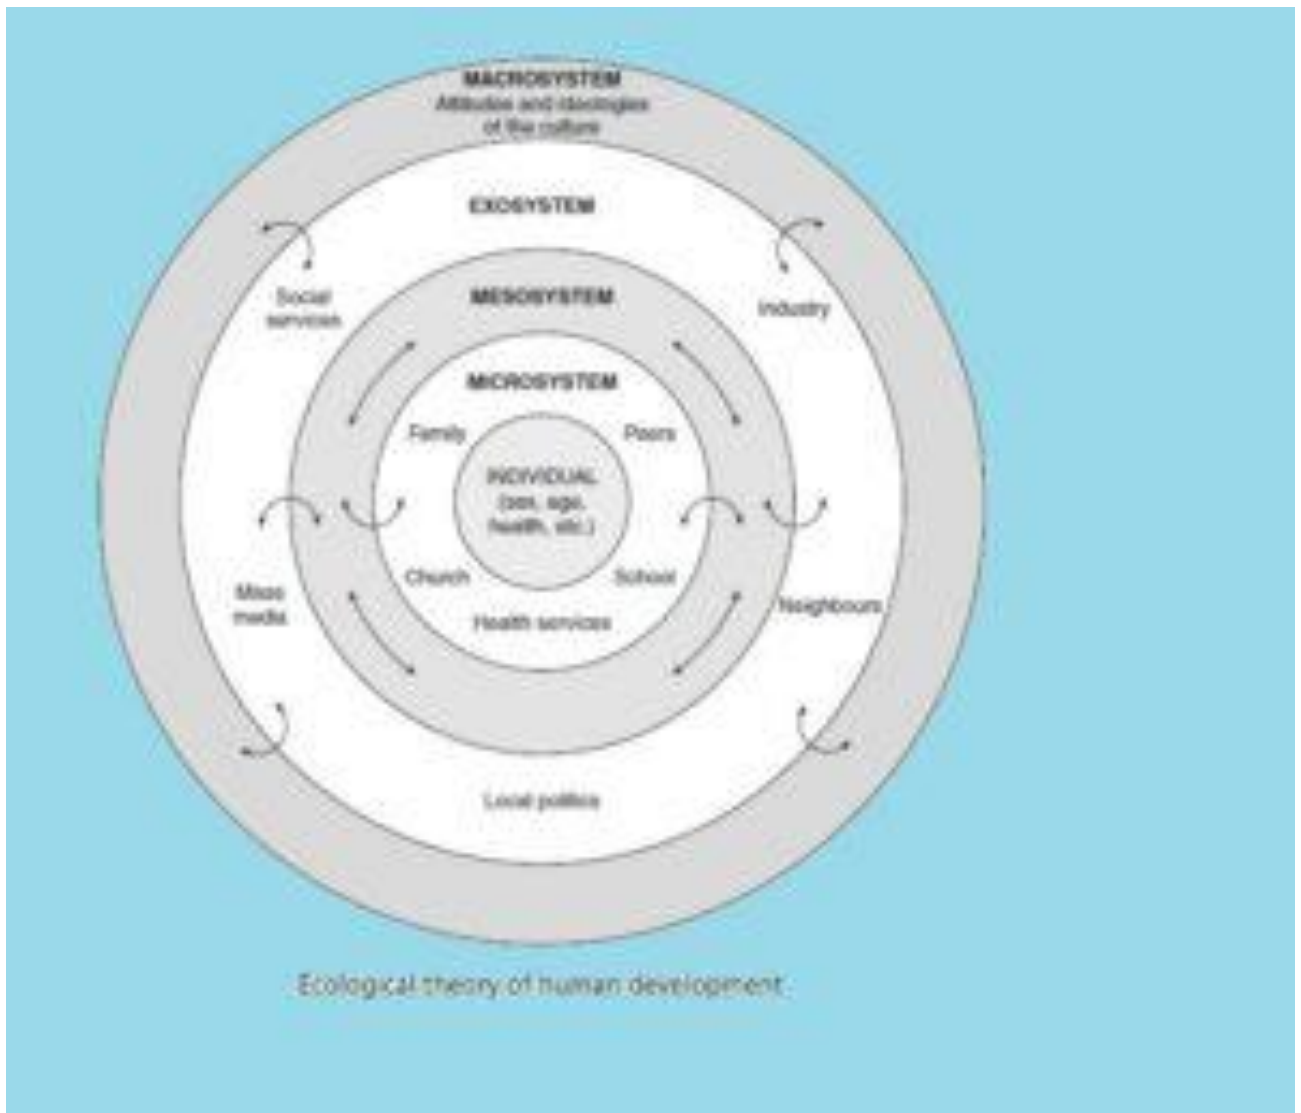 MACROSYSTEM
Attitudes and ideologies
of the culture
EXOSYSTEM
Social
services
Industry
MESOSYSTEM
MICROSYSTEM
Family
Peers
INDIVIDUAL
(sex, age,
health, etc.)
Church
School
Health services
Mass
media
Neighbours
Local politics
Ecological theory of human development